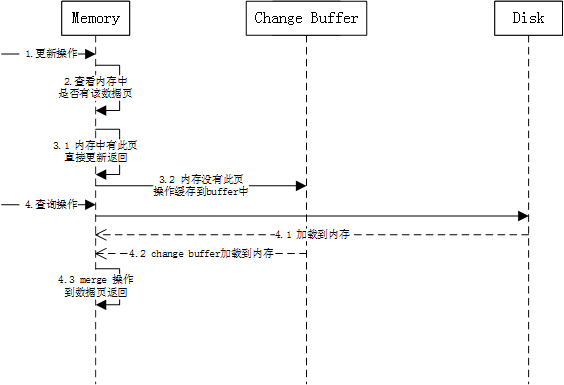 Memory
Change Buffer
Disk
1.更新操作
2.查看内存中
是否有该数据页
3.1 内存中有此页
直接更新返回
3.2 内存没有此页
操作缓存到buffer中
4.查询操作
4.1 加载到内存
4.2 change buffer加载到内存
4.3 merge 操作
到数据页返回